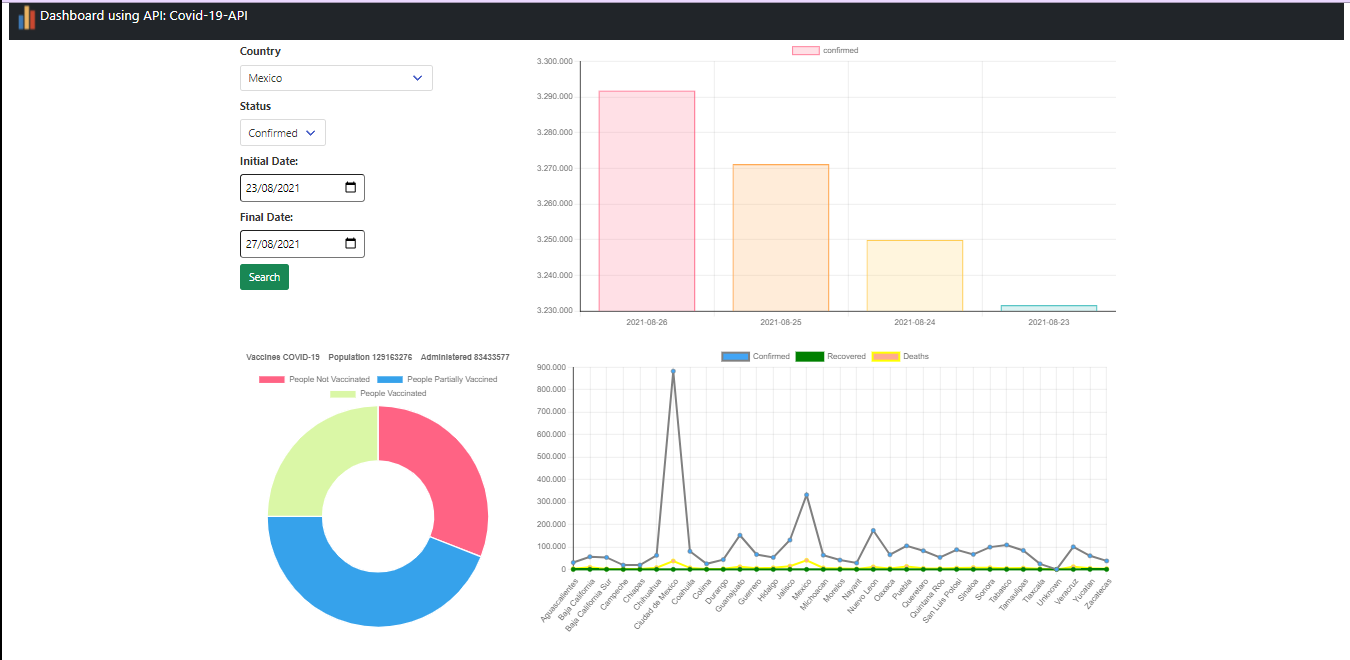 Dashboard using API: Covid-19-API
Country
Mexico
Status
Confirmed
Initial Date:
23/08/2021
Final Date:
27/08/2021
Search
confirmed
3.300.000
3.290.000
3.280.000
3.270.000
3.260.000
3.250.000
3.240.000
3.230.000
2021-08-26 2021-08-25 2021-08-24 2021-08-23
Vaccines COVID-19 Population 129163276 Administered 83433577
People Not Vaccinated People Partially Vaccined
People Vaccinated
Confirmed Recovered Deaths
900.000
800.000
700.000
600.000
500.000
400.000
300.000
200.000
100.000
0
Aguascalientes
Baja California
Baja California Sur
Campeche
Chiapas
Chihuahua
Ciudad de Mexico
Coahuila
Colima
Durango
Guanajuato
Guerrero
Hidalgo
Jalisco
Mexico
Michoacan
Morelos
Nayarit
Nuevo Leon
Oaxaca
Puebla
Queretaro
Quintana Roo
San Luis Potosi
Sinaloa
Sonora
Tabasco
Tamaulipas
Tlaxcala
Unknown
Veracruz
Yucatan
Zacatecas